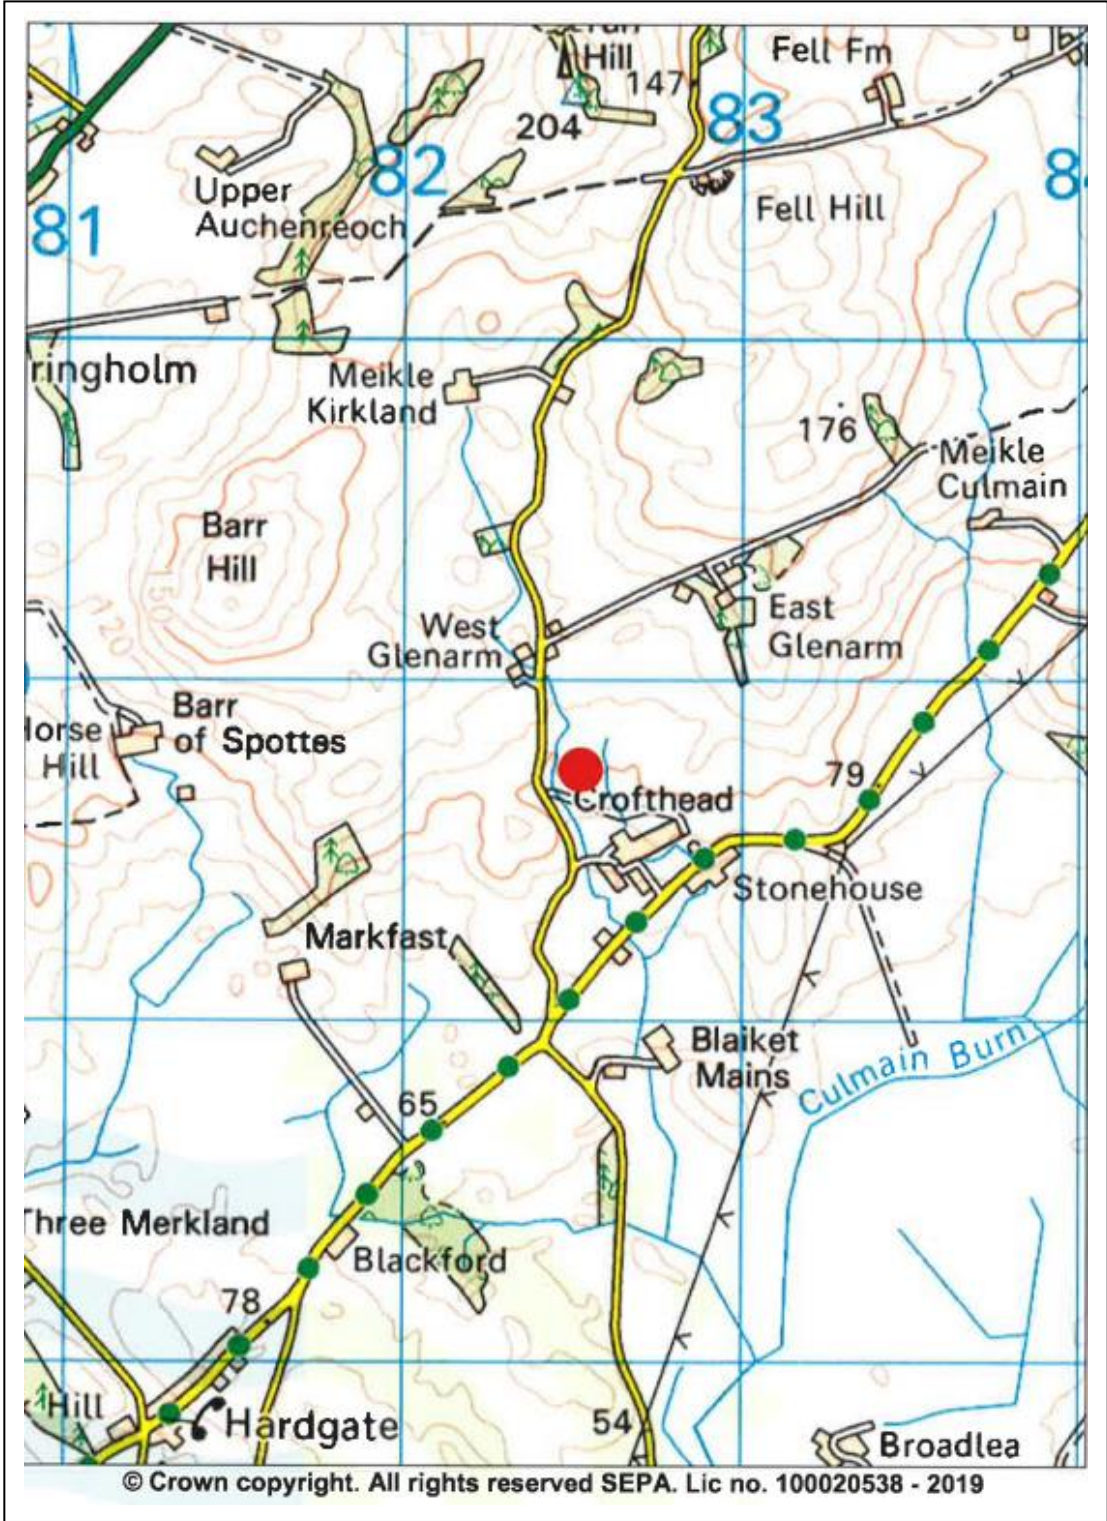 Hill
147
Fell Fm
204
83
82
Upper
Auchenreoch
81
Fell Hill
ringholm
Meikle
Kirkland
176
Meikle
Culmain
Barr
Hill
150
120
West
Glenarm
East
Glenarm
Barr
of Spottes
Horse
Hill
79
Crofthead
Stonehouse
Markfast
Blaiket
Mains
Culmain Burn
65
Three Merkland
Blackford
78
Hill
Hardgate
54
Broadlea
© Crown copyright. All rights reserved SEPA. Lic no. 100020538 - 2019